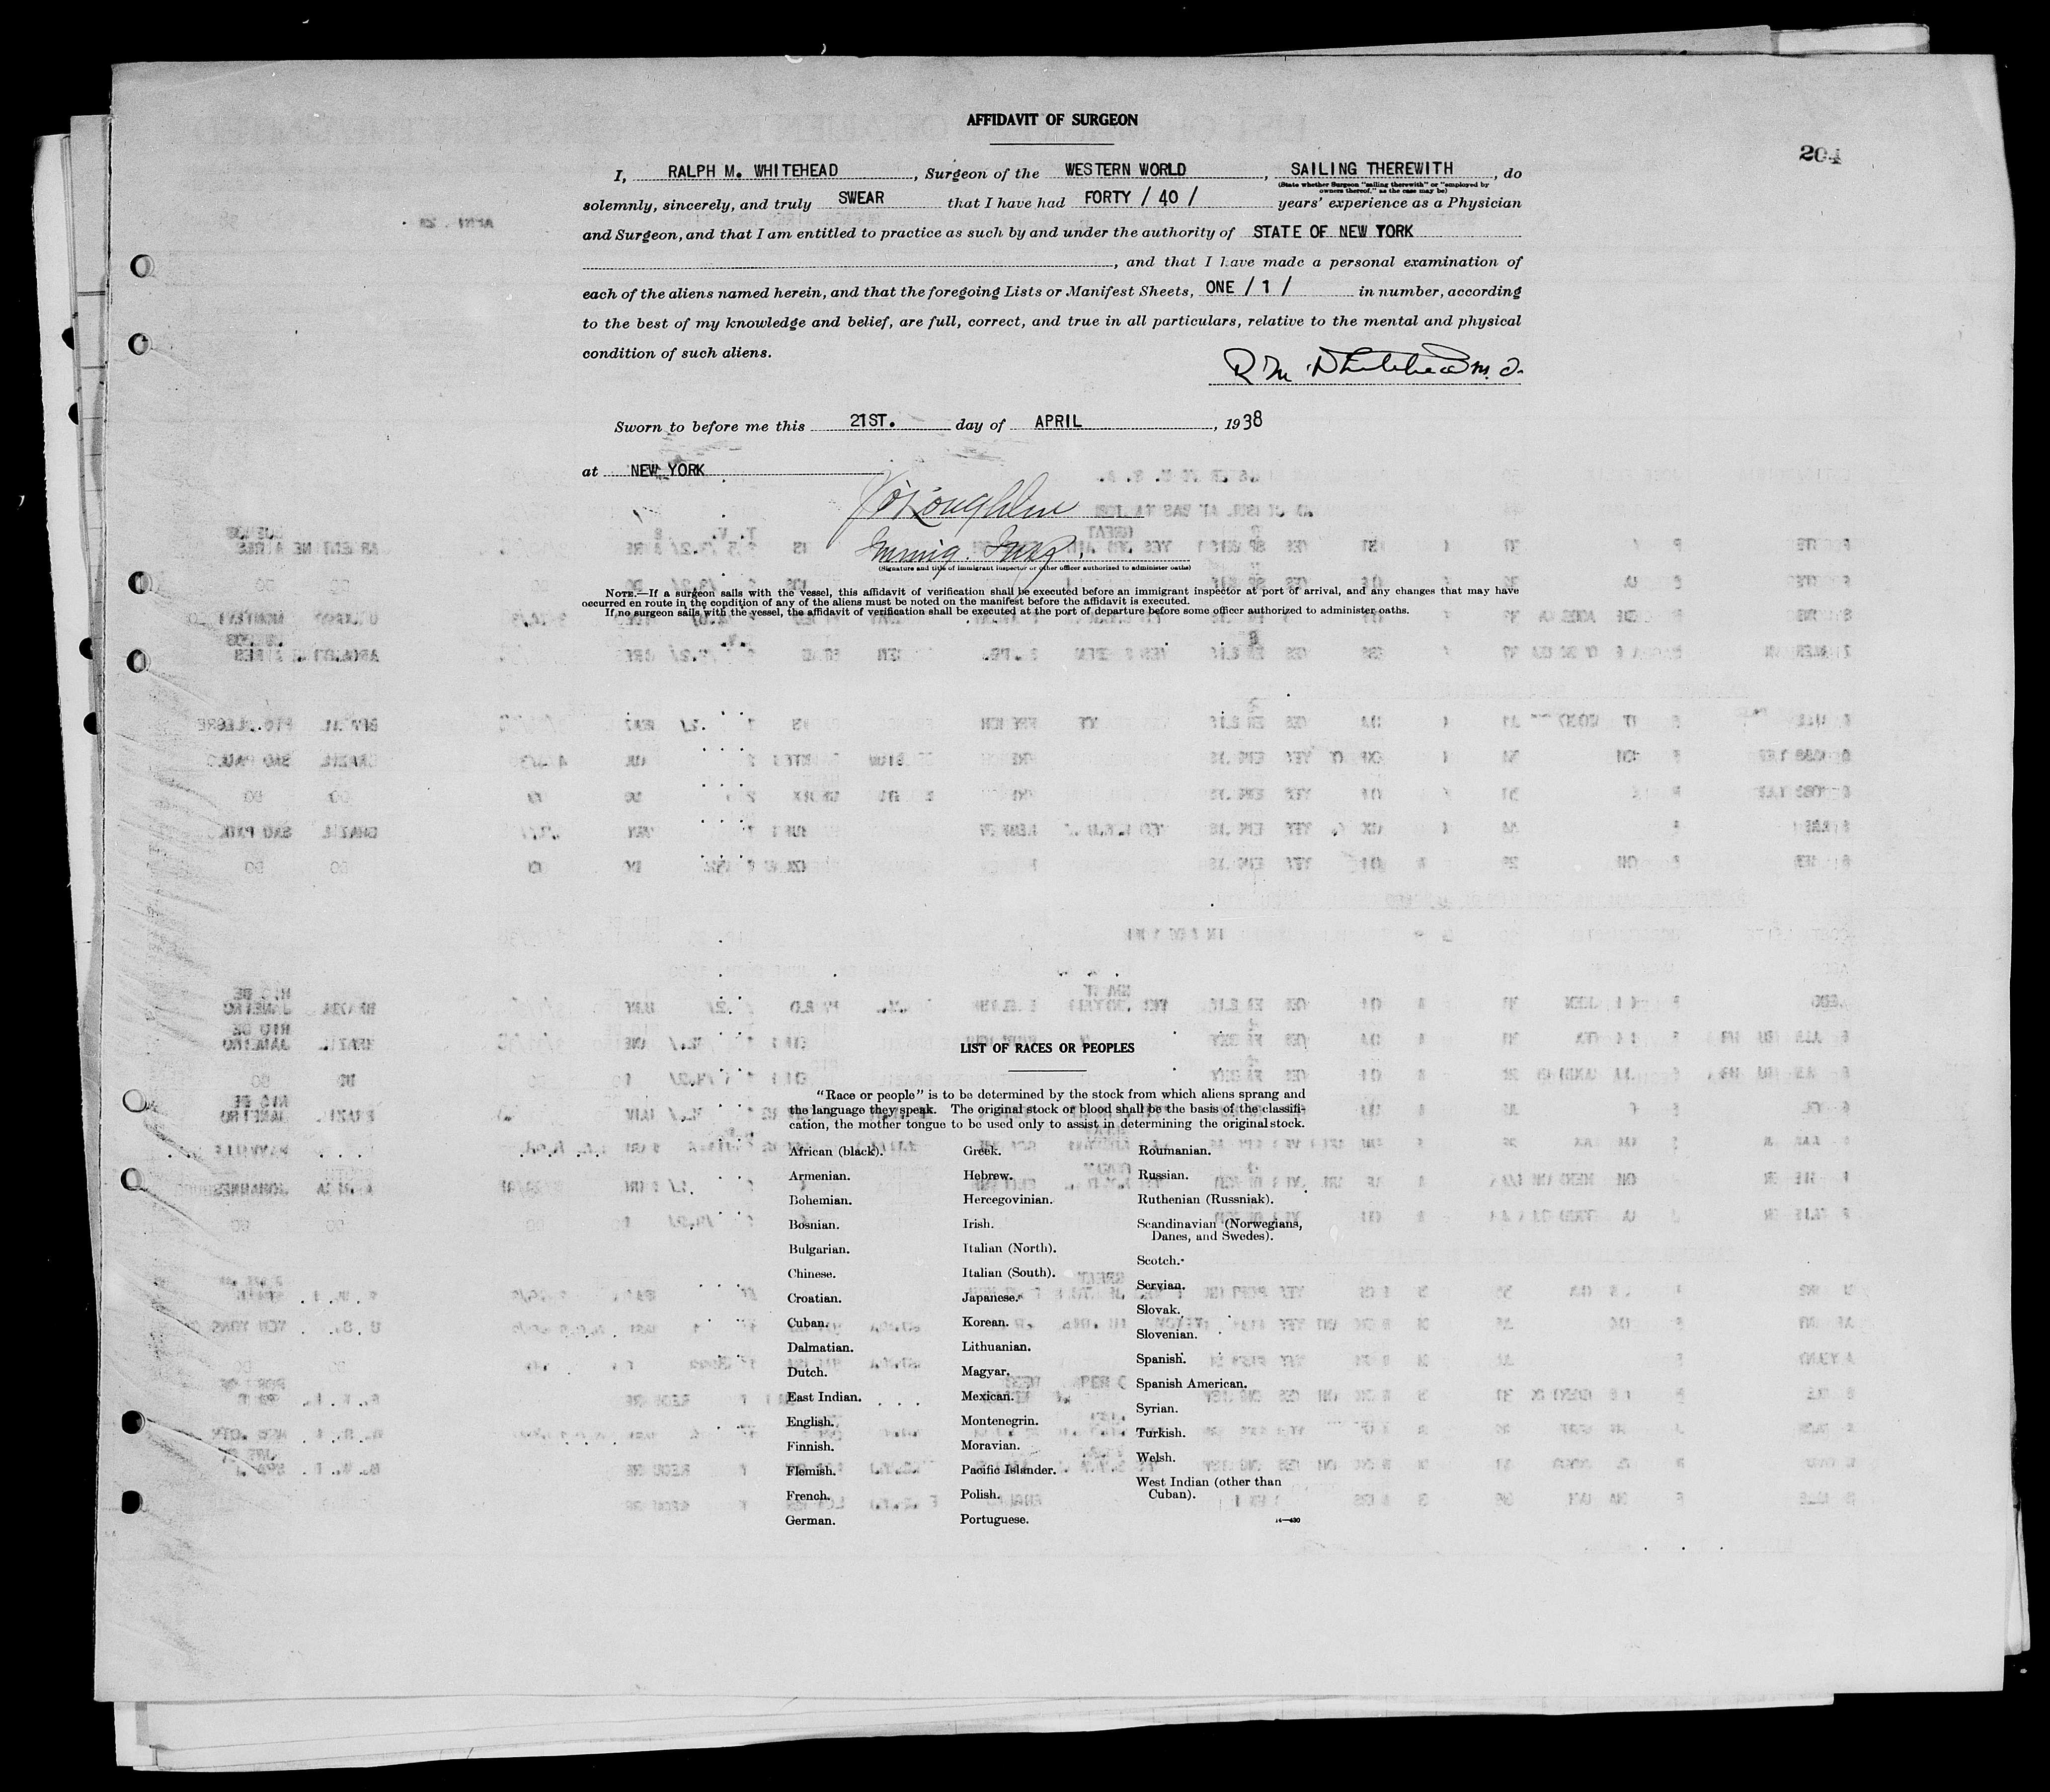 AFFIDAVIT OF SURGEON
204
I, RALPH M. WHITEHEAD, Surgeon of the WESTERN WORLD, SAILING THEREWITH, do
(State whether Surgeon "sailing therewith" or "employed by
owners thereof," as the case may be)
solemnly, sincerely, and truly SWEAR that I have had FORTY / 40 / years' experience as a Physician
and Surgeon, and that I am entitled to practice as such by and under the authority of STATE OF NEW YORK
, and that I have made a personal examination of
each of the aliens named herein, and that the foregoing Lists or Manifest Sheets, ONE / 1 / in number, according
to the best of my knowledge and belief, are full, correct, and true in all particulars, relative to the mental and physical
condition of such aliens.
R M Whitehead M.D.
Sworn to before me this 21ST. day of APRIL, 1938
at NEW YORK
Immig. Insp.
(Signature and title of immigrant inspector or other officer authorized to administer oaths)
NOTE.—If a surgeon sails with the vessel, this affidavit of verification shall be executed before an immigrant inspector at port of arrival, and any changes that may have
occurred en route in the condition of any of the aliens must be noted on the manifest before the affidavit is executed.
If no surgeon sails with the vessel, the affidavit of verification shall be executed at the port of departure before some officer authorized to administer oaths.
LIST OF RACES OR PEOPLES
"Race or people" is to be determined by the stock from which aliens sprang and
the language they speak. The original stock or blood shall be the basis of the classifi-
cation, the mother tongue to be used only to assist in determining the original stock.
African (black).
Armenian.
Bohemian.
Bosnian.
Bulgarian.
Chinese.
Croatian.
Cuban.
Dalmatian.
Dutch.
East Indian.
English.
Finnish.
Flemish.
French.
German.
Greek.
Hebrew.
Hercegovinian.
Irish.
Italian (North).
Italian (South).
Japanese.
Korean.
Lithuanian.
Magyar.
Mexican.
Montenegrin.
Moravian.
Pacific Islander.
Polish.
Portuguese.
Roumanian.
Russian.
Ruthenian (Russniak).
Scandinavian (Norwegians,
Danes, and Swedes).
Scotch.
Servian.
Slovak.
Slovenian.
Spanish.
Spanish American.
Syrian.
Turkish.
Welsh.
West Indian (other than
Cuban).
14—430